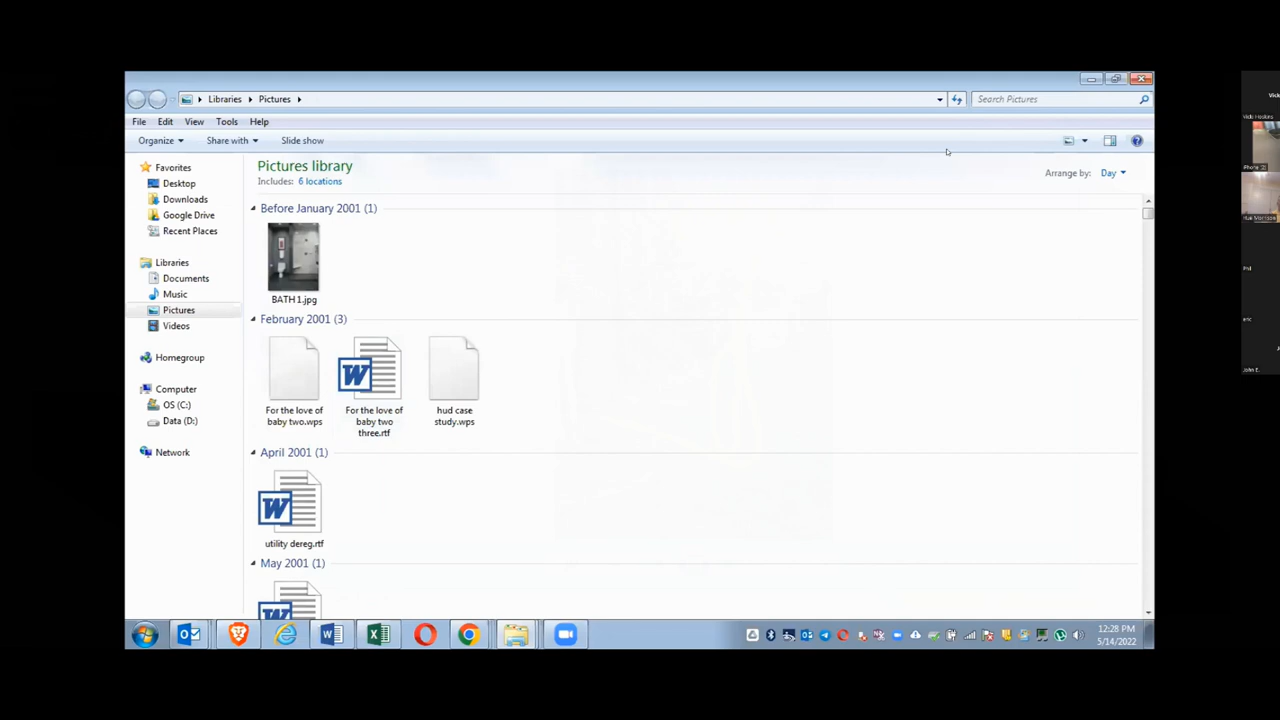 Libraries Pictures
Search Pictures
File Edit View Tools Help
Organize Share with Slide show
Favorites
Desktop
Downloads
Google Drive
Recent Places
Libraries
Documents
Music
Pictures
Videos
Homegroup
Computer
OS (C:)
Data (D:)
Network
Pictures library
Includes: 6 locations
Arrange by: Day
Before January 2001 (1)
BATH 1.jpg
February 2001 (3)
For the love of
baby two.wps
For the love of
baby two
three.rtf
hud case
study.wps
April 2001 (1)
utility dereg.rtf
May 2001 (1)
12:28 PM
5/14/2022
Phil
eric
John E.